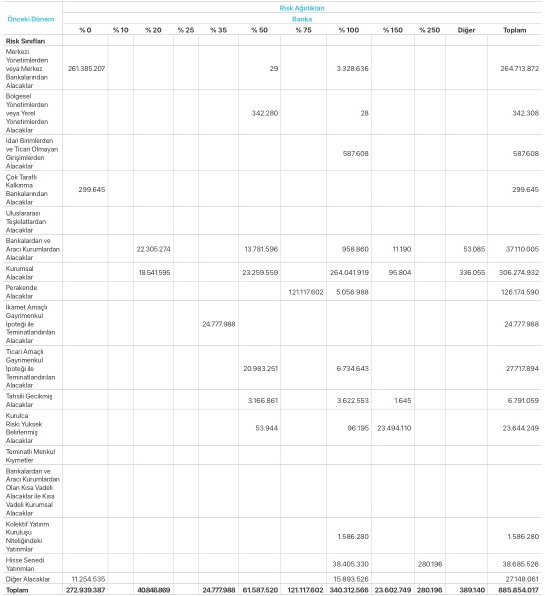 Risk Ağırlıkları
Önceki Dönem Banka
% 0 % 10 % 20 % 25 % 35 % 50 % 75 % 100 % 150 % 250 Diğer Toplam
Risk Sınıfları
Merkezi
Yönetimlerden
veya Merkez
Bankalarından
Alacaklar 261.385.207 29 3.328.636 264.713.872
Bölgesel
Yönetimlerden
veya Yerel
Yönetimlerden
Alacaklar 342.280 28 342.308
İdari Birimlerden
ve Ticari Olmayan
Girişimlerden
Alacaklar 587.608 587.608
Çok Taraflı
Kalkınma
Bankalarından
Alacaklar 299.645 299.645
Uluslararası
Teşkilatlardan
Alacaklar
Bankalardan ve
Aracı Kurumlardan
Alacaklar 22.305.274 13.781.596 958.860 11.190 53.085 37.110.005
Kurumsal
Alacaklar 18.541.595 23.259.559 264.041.919 95.804 336.055 306.274.932
Perakende
Alacaklar 121.117.602 5.056.988 126.174.590
İkamet Amaçlı
Gayrimenkul
İpoteği ile
Teminatlandırılan
Alacaklar 24.777.988 24.777.988
Ticari Amaçlı
Gayrimenkul
İpoteği ile
Teminatlandırılan
Alacaklar 20.983.251 6.734.643 27.717.894
Tahsili Gecikmiş
Alacaklar 3.166.861 3.622.553 1.645 6.791.059
Kurulca
Riski Yüksek
Belirlenmiş
Alacaklar 53.944 96.195 23.494.110 23.644.249
Teminatlı Menkul
Kıymetler
Bankalardan ve
Aracı Kurumlardan
Olan Kısa Vadeli
Alacaklar ile Kısa
Vadeli Kurumsal
Alacaklar
Kolektif Yatırım
Kuruluşu
Niteliğindeki
Yatırımlar 1.586.280 1.586.280
Hisse Senedi
Yatırımları 38.405.330 280.196 38.685.526
Diğer Alacaklar 11.254.535 15.893.526 27.148.061
Toplam 272.939.387 40.846.869 24.777.988 61.587.520 121.117.602 340.312.566 23.602.749 280.196 389.140 885.854.017